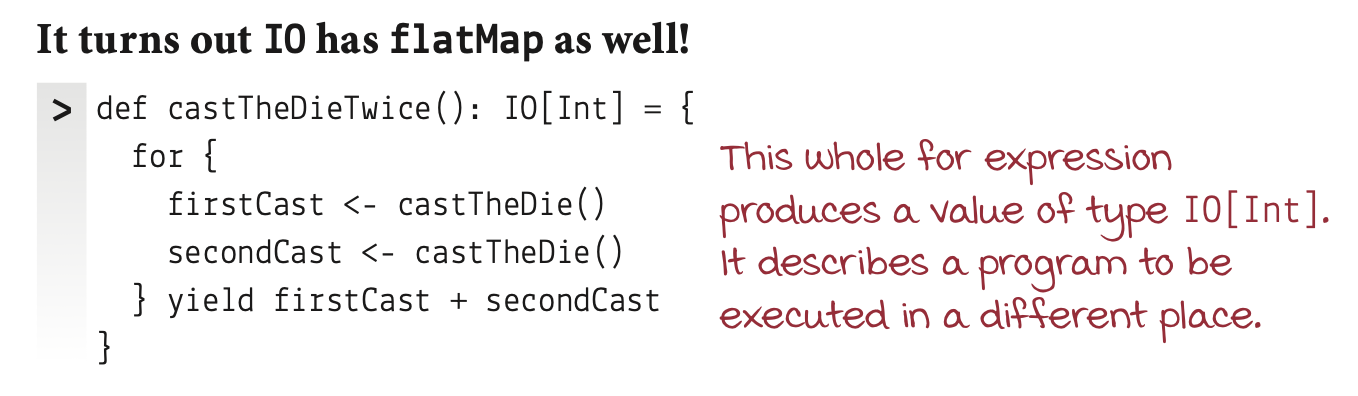 It turns out IO has flatMap as well!
> def castTheDieTwice(): IO[Int] = {
for {
firstCast <- castTheDie()
secondCast <- castTheDie()
} yield firstCast + secondCast
}
This whole for expression
produces a value of type IO[Int].
It describes a program to be
executed in a different place.